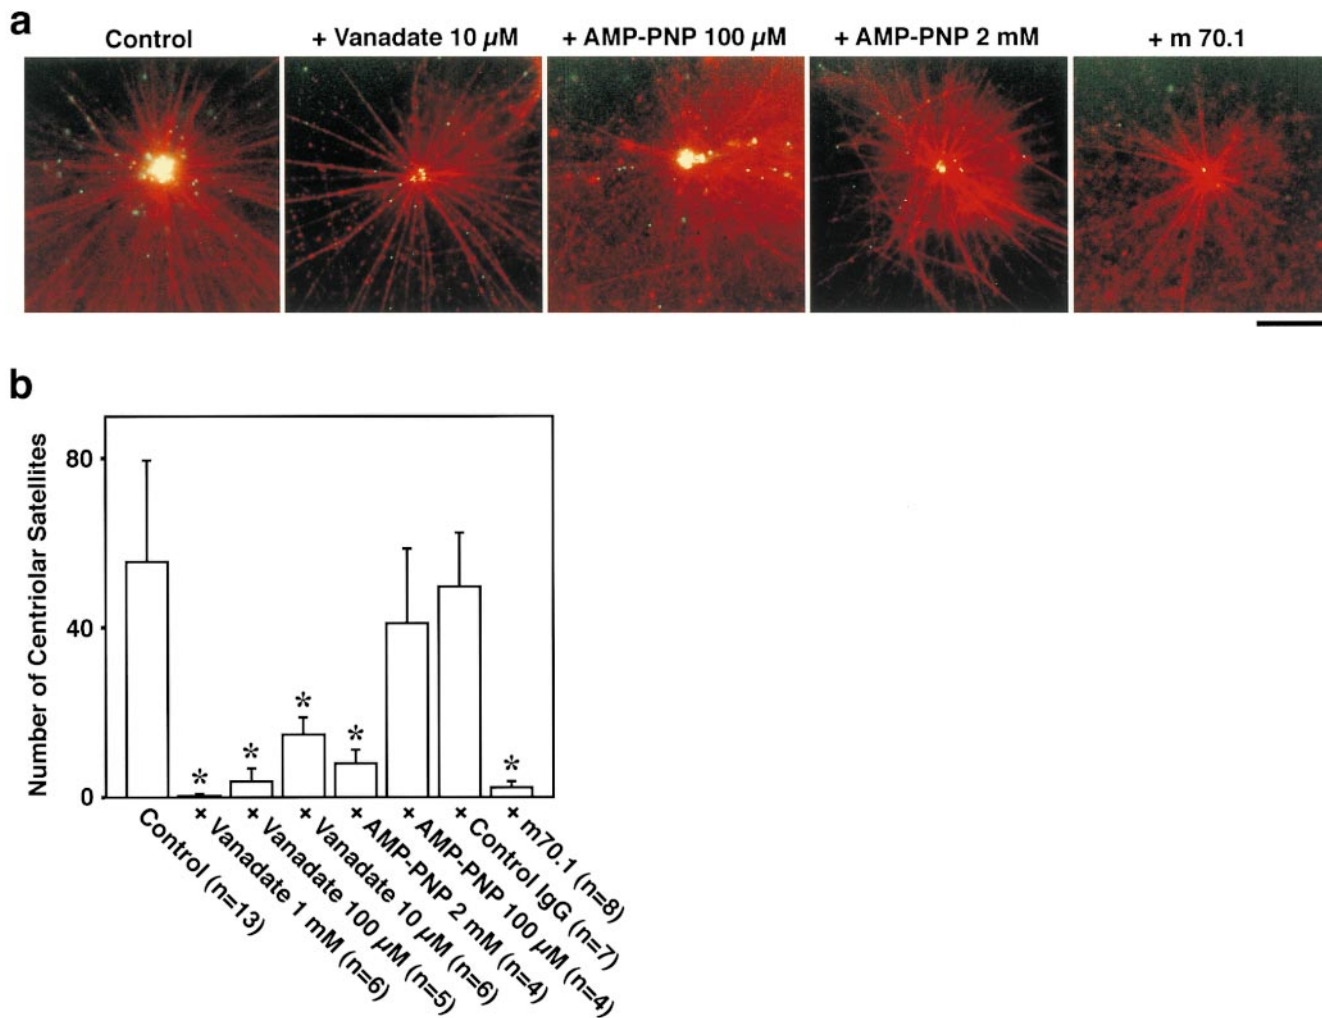 a
Control
+ Vanadate 10 μM
+ AMP-PNP 100 μM
+ AMP-PNP 2 mM
+ m 70.1
b
Number of Centriolar Satellites
80
40
0
*
*
*
*
*
Control (n=13)
+ Vanadate 1 mM (n=6)
+ Vanadate 100 μM (n=5)
+ Vanadate 10 μM (n=6)
+ AMP-PNP 2 mM (n=4)
+ AMP-PNP 100 μM (n=4)
+ Control IgG (n=7)
+ m70.1 (n=8)